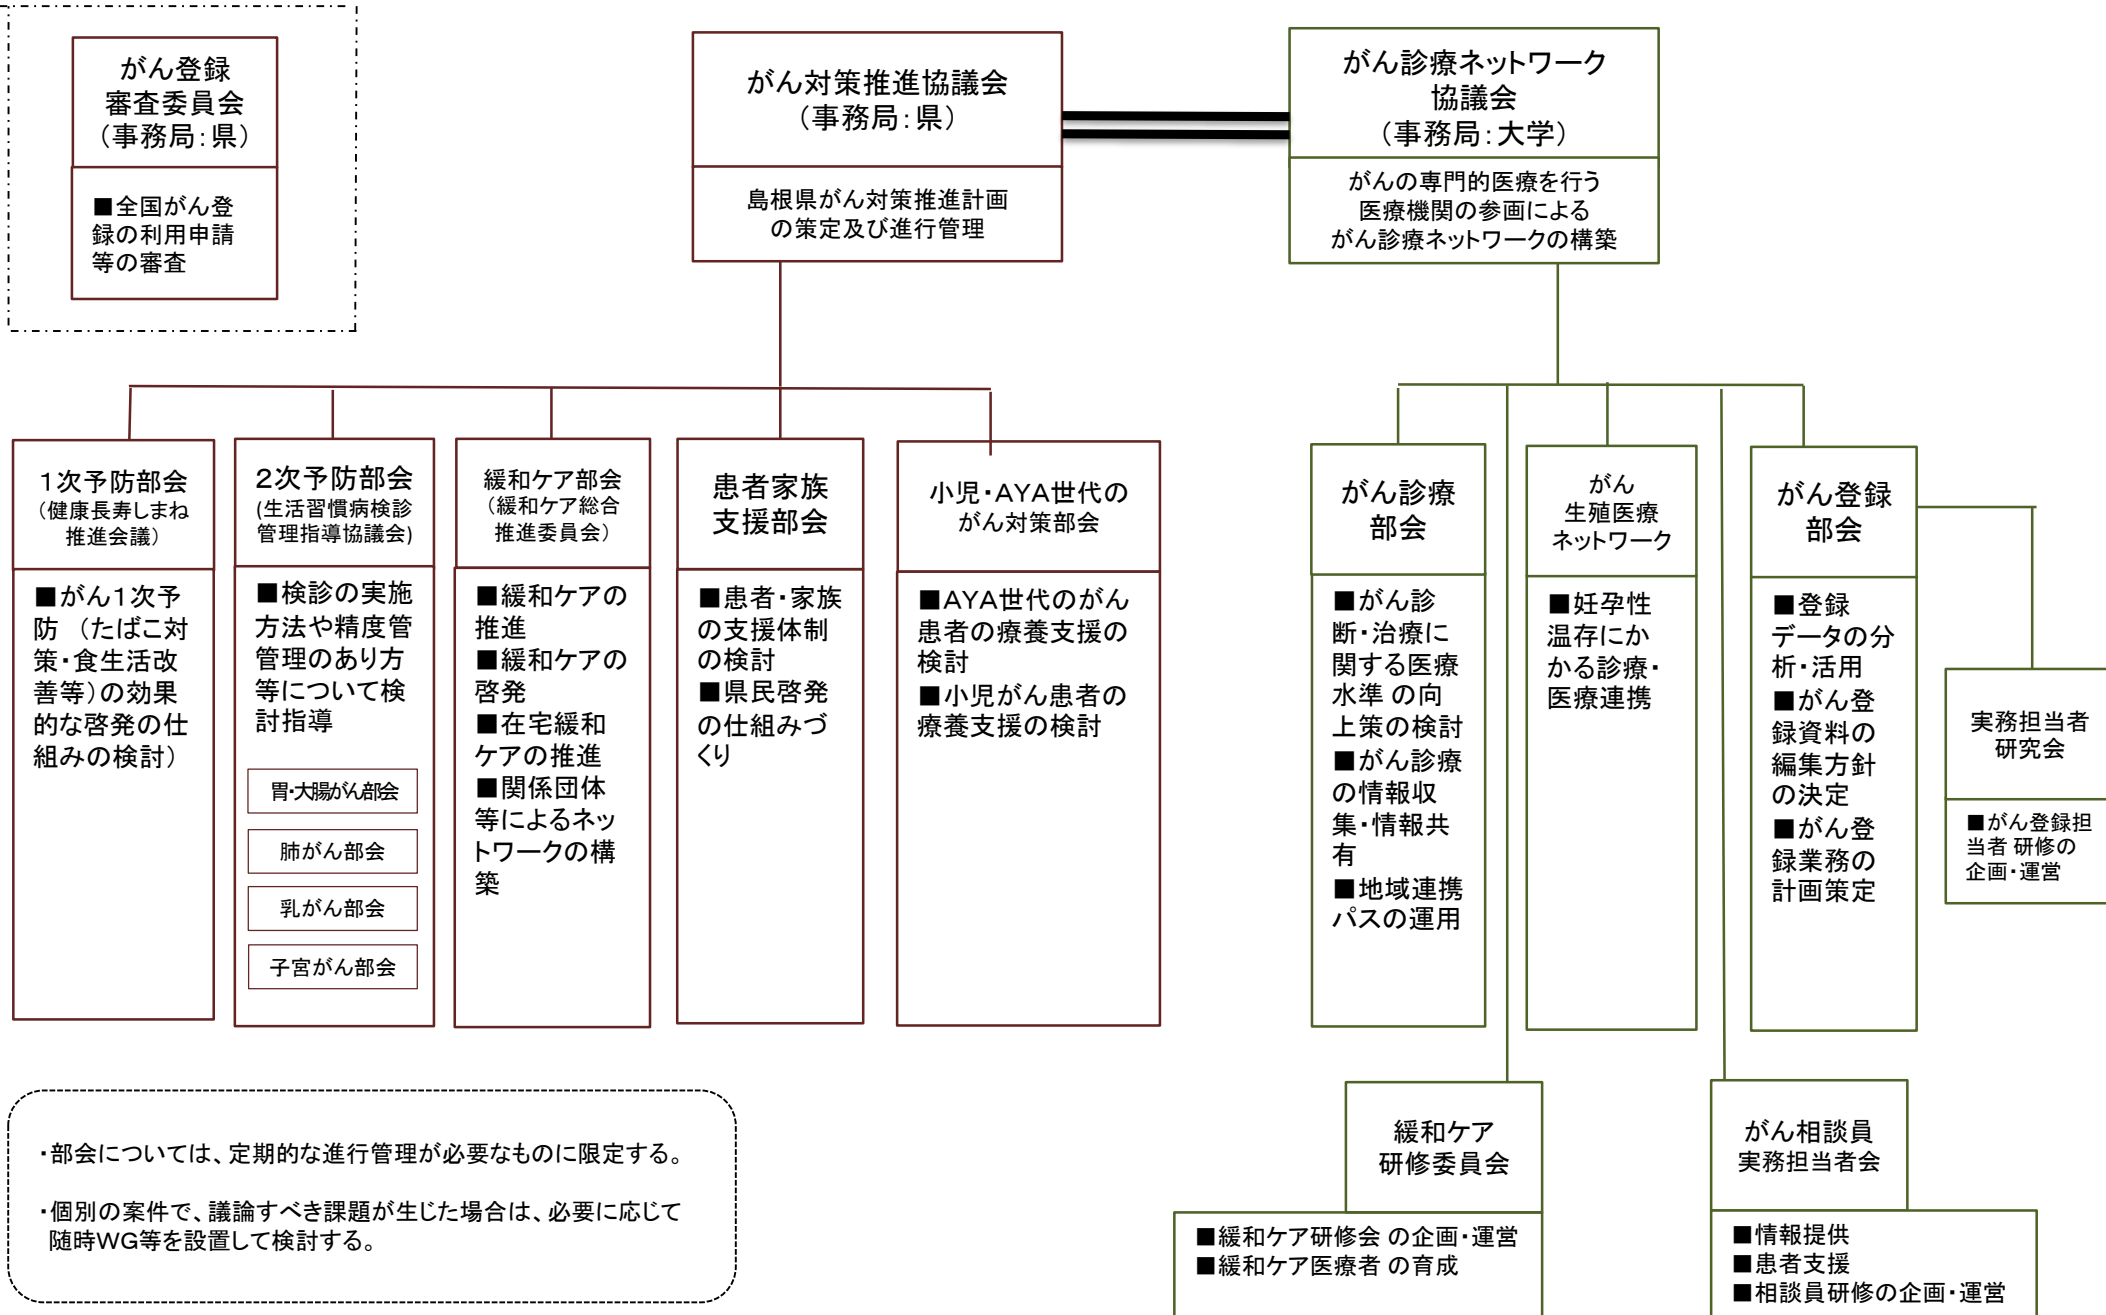 がん登録
審査委員会
（事務局：県）
■全国がん登
録の利用申請
等の審査
がん対策推進協議会
（事務局：県）
島根県がん対策推進計画
の策定及び進行管理
がん診療ネットワーク
協議会
（事務局：大学）
がんの専門的医療を行う
医療機関の参画による
がん診療ネットワークの構築
１次予防部会
（健康長寿しまね
推進会議）
■がん１次予
防　（たばこ対
策・食生活改
善等）の効果
的な啓発の仕
組みの検討）
２次予防部会
(生活習慣病検診
管理指導協議会)
■検診の実施
方法や精度管
管理のあり方
等について検
討指導
胃・大腸がん部会
肺がん部会
乳がん部会
子宮がん部会
緩和ケア部会
（緩和ケア総合
推進委員会）
■緩和ケアの
推進
■緩和ケアの
啓発
■在宅緩和
ケアの推進
■関係団体
等によるネッ
トワークの構
築
患者家族
支援部会
■患者・家族
の支援体制
の検討
■県民啓発
の仕組みづ
くり
小児・AYA世代の
がん対策部会
■AYA世代のがん
患者の療養支援の
検討
■小児がん患者の
療養支援の検討
がん診療
部会
■がん診
断・治療に
関する医療
水準 の向
上策の検討
■がん診療
の情報収
集・情報共
有
■地域連携
パスの運用
がん
生殖医療
ネットワーク
■妊孕性
温存にか
かる診療・
医療連携
がん登録
部会
■登録
データの分
析・活用
■がん登
録資料の
編集方針
の決定
■がん登
録業務の
計画策定
実務担当者
研究会
■がん登録担
当者 研修の
企画・運営
緩和ケア
研修委員会
■緩和ケア研修会 の企画・運営
■緩和ケア医療者 の育成
がん相談員
実務担当者会
■情報提供
■患者支援
■相談員研修の企画・運営
・部会については、定期的な進行管理が必要なものに限定する。
・個別の案件で、議論すべき課題が生じた場合は、必要に応じて
随時WG等を設置して検討する。